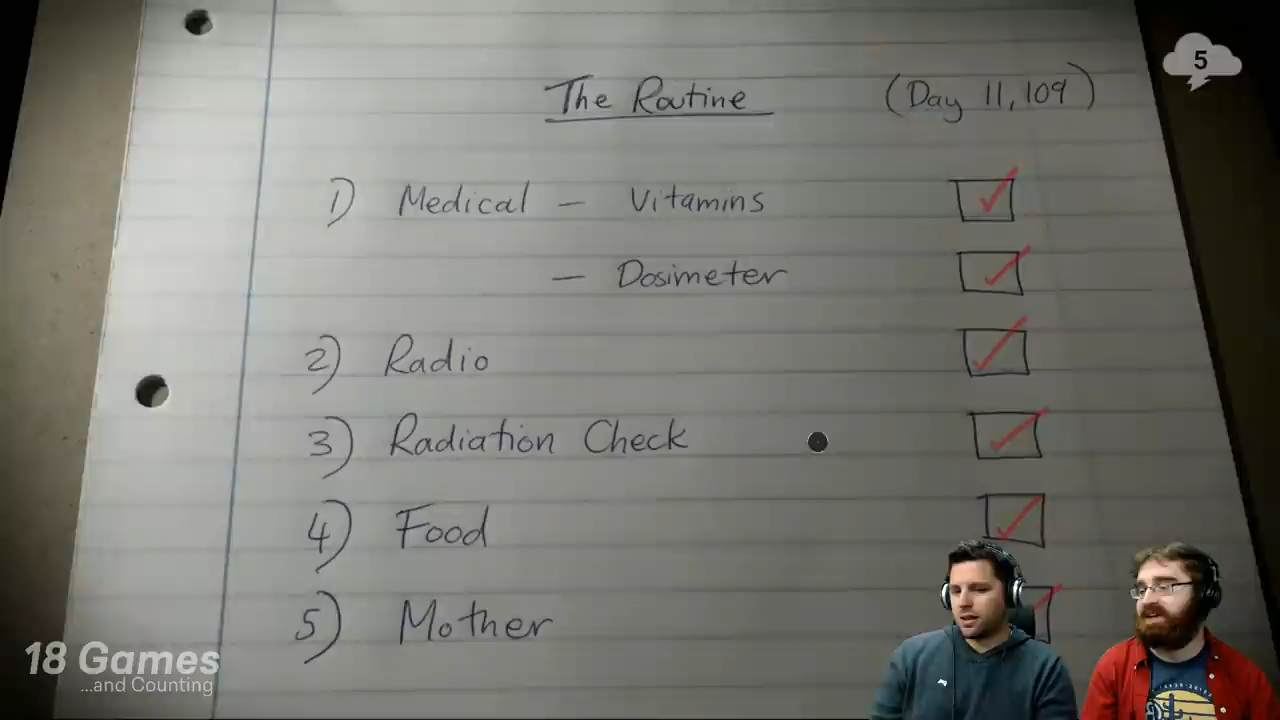 5
The Routine (Day 11,109)
1) Medical - Vitamins
- Dosimeter
2) Radio
3) Radiation Check
4) Food
5) Mother
18 Games
...and Counting